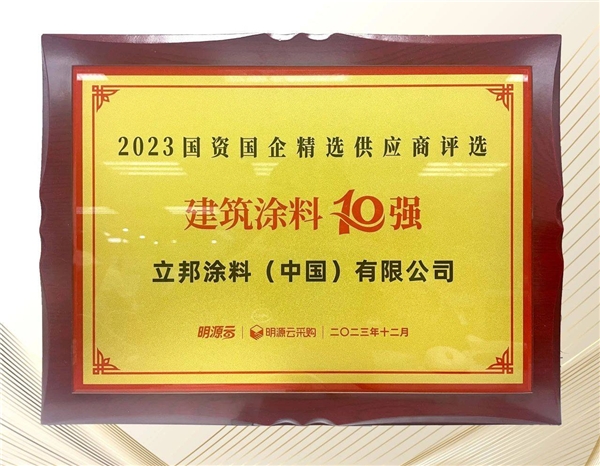 2023国资国企精选供应商评选
建筑涂料10强
立邦涂料（中国）有限公司
明源云 明源云采购 二〇二三年十二月